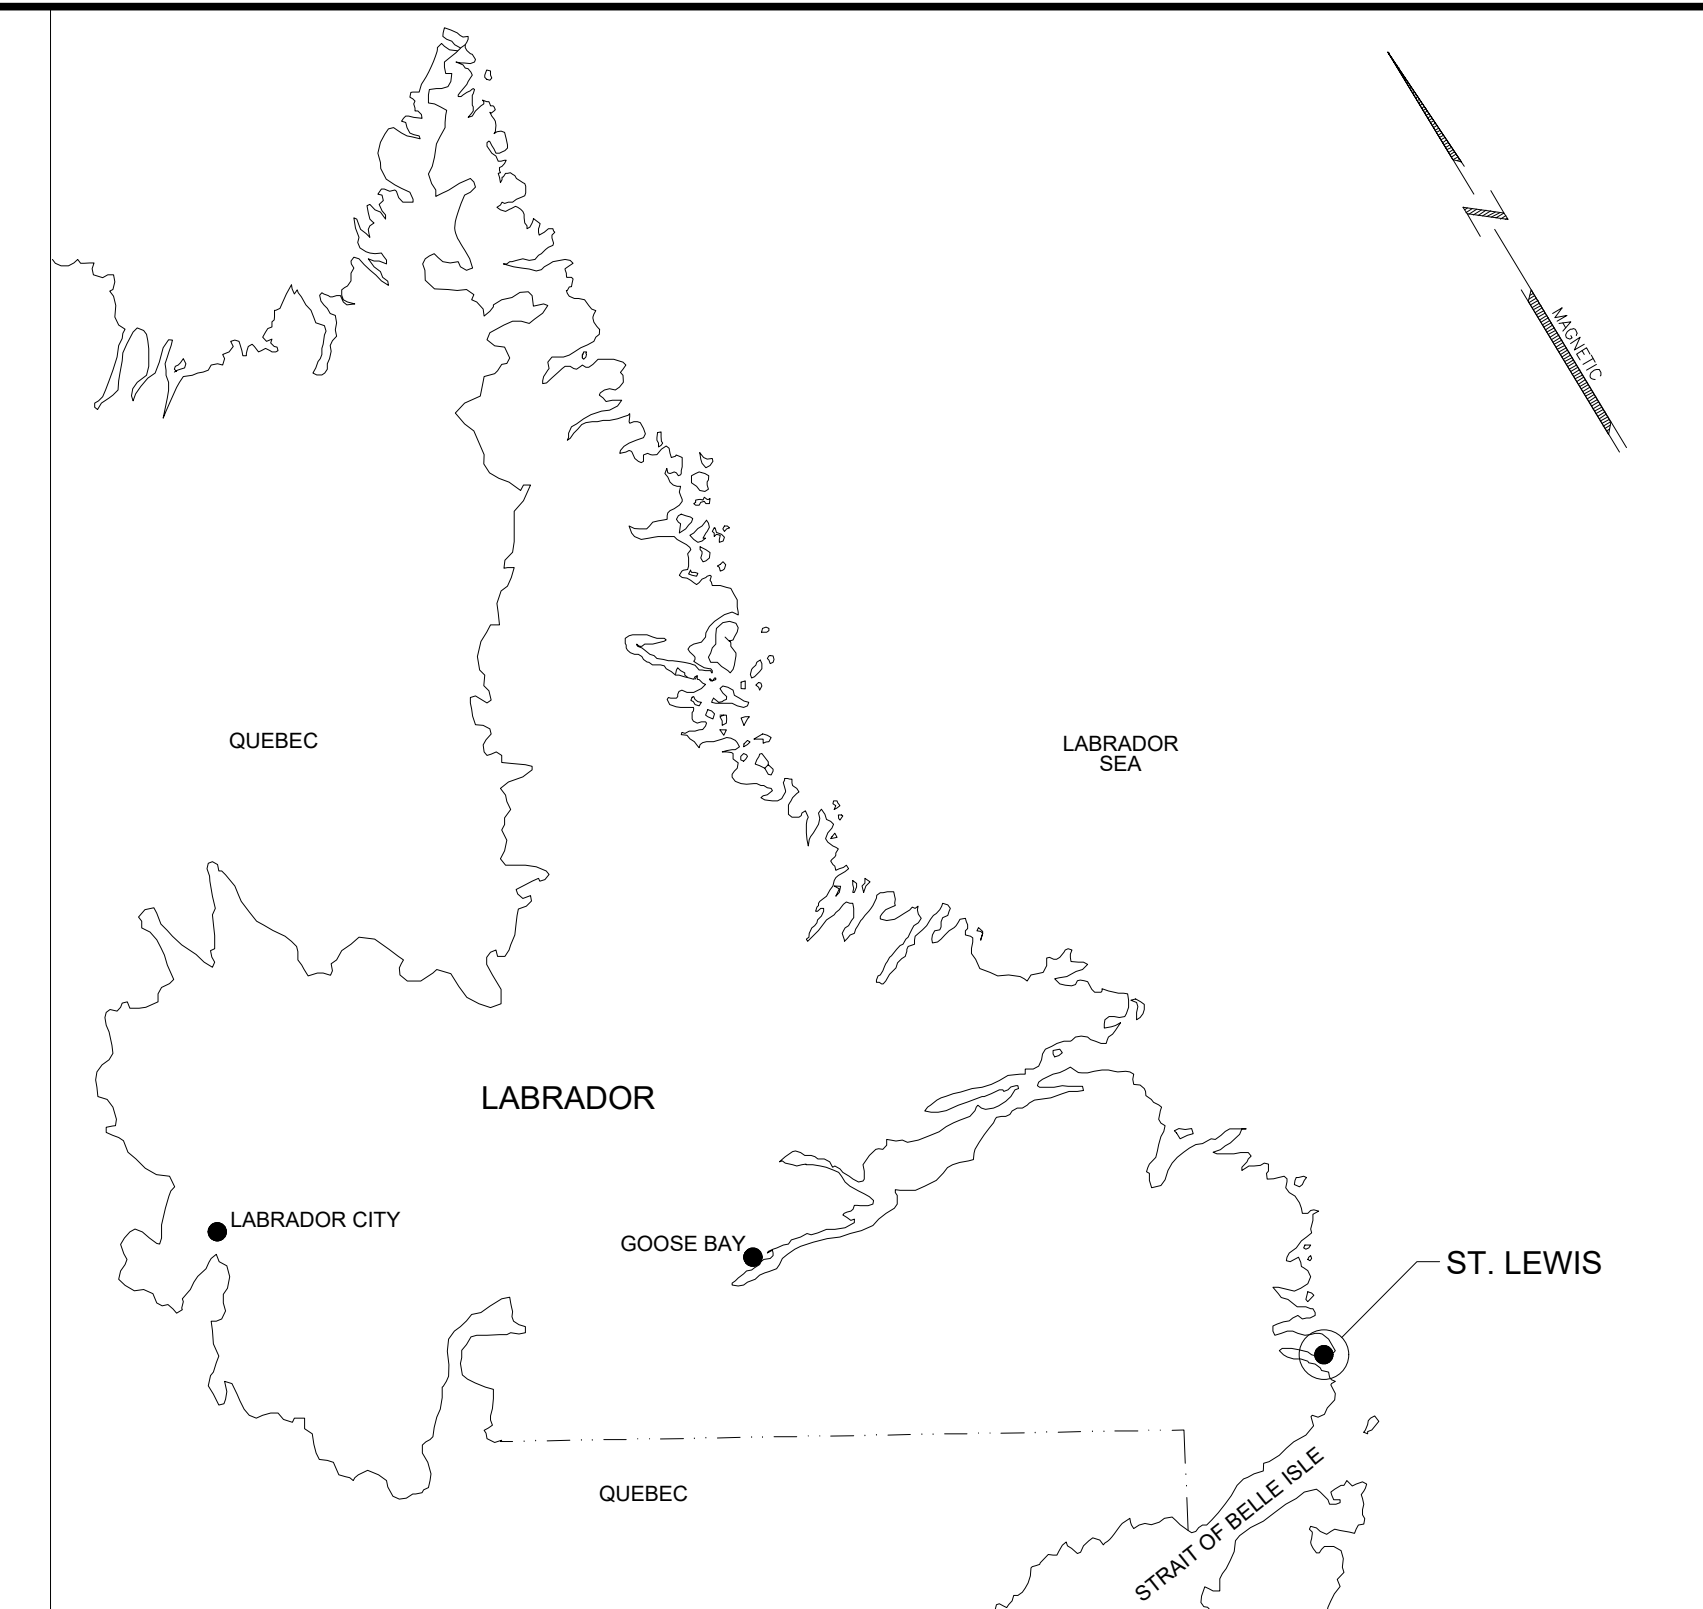 N
MAGNETIC
QUEBEC
LABRADOR
SEA
LABRADOR
LABRADOR CITY
GOOSE BAY
ST. LEWIS
QUEBEC
STRAIT OF BELLE ISLE